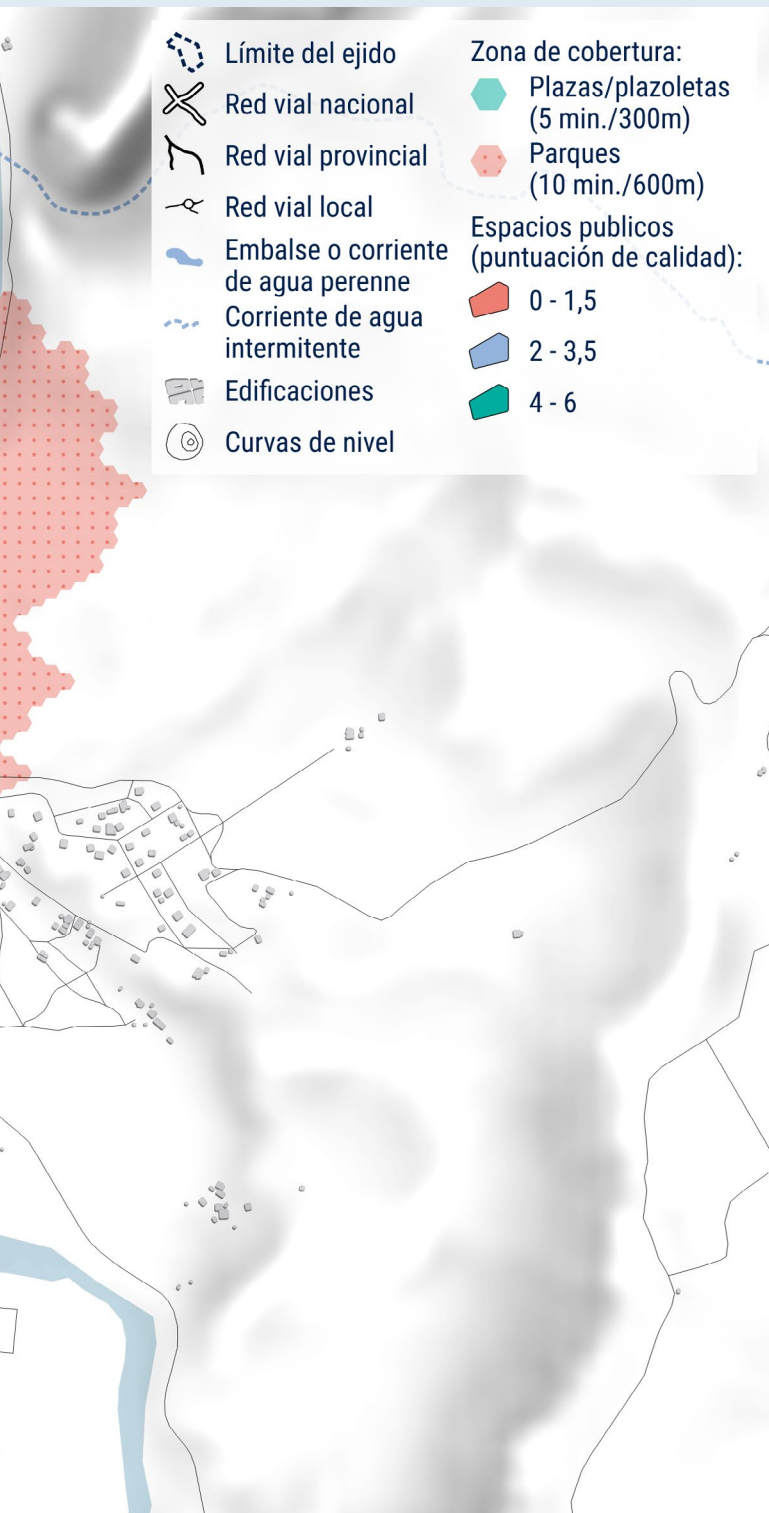 Límite del ejido
Red vial nacional
Red vial provincial
Red vial local
Embalse o corriente
de agua perenne
Corriente de agua
intermitente
Edificaciones
Curvas de nivel
Zona de cobertura:
Plazas/plazoletas
(5 min./300m)
Parques
(10 min./600m)
Espacios publicos
(puntuación de calidad):
0 - 1,5
2 - 3,5
4 - 6